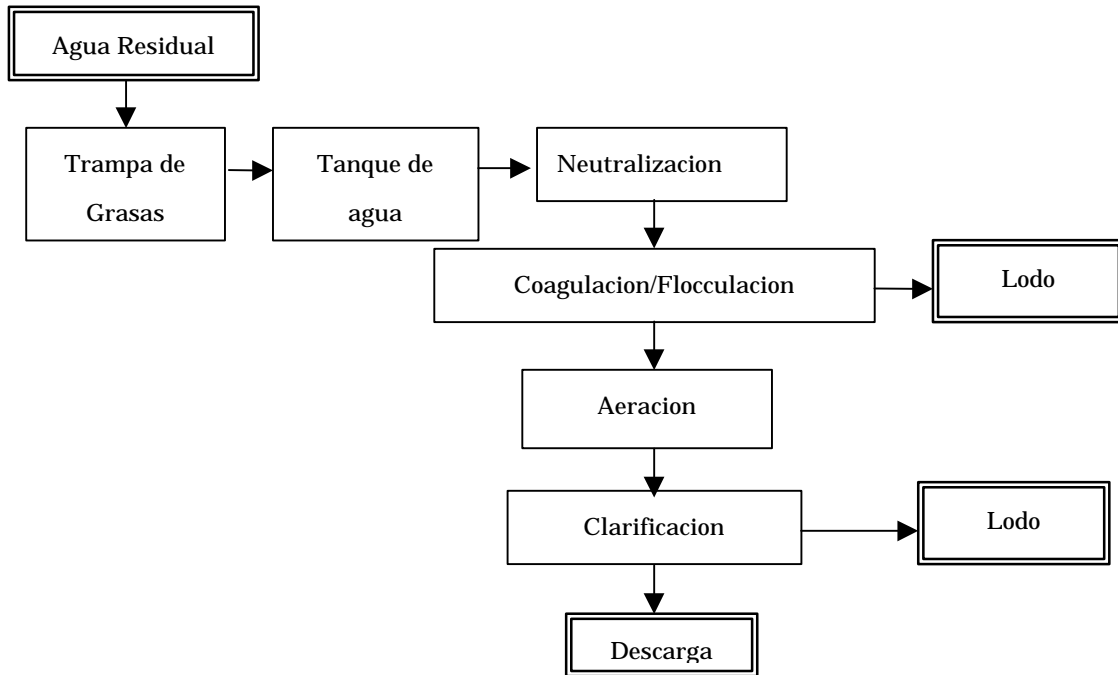 Agua Residual
Trampa de
Grasas
Tanque de
agua
Neutralizacion
Coagulacion/Flocculacion
Lodo
Aeracion
Clarificacion
Lodo
Descarga